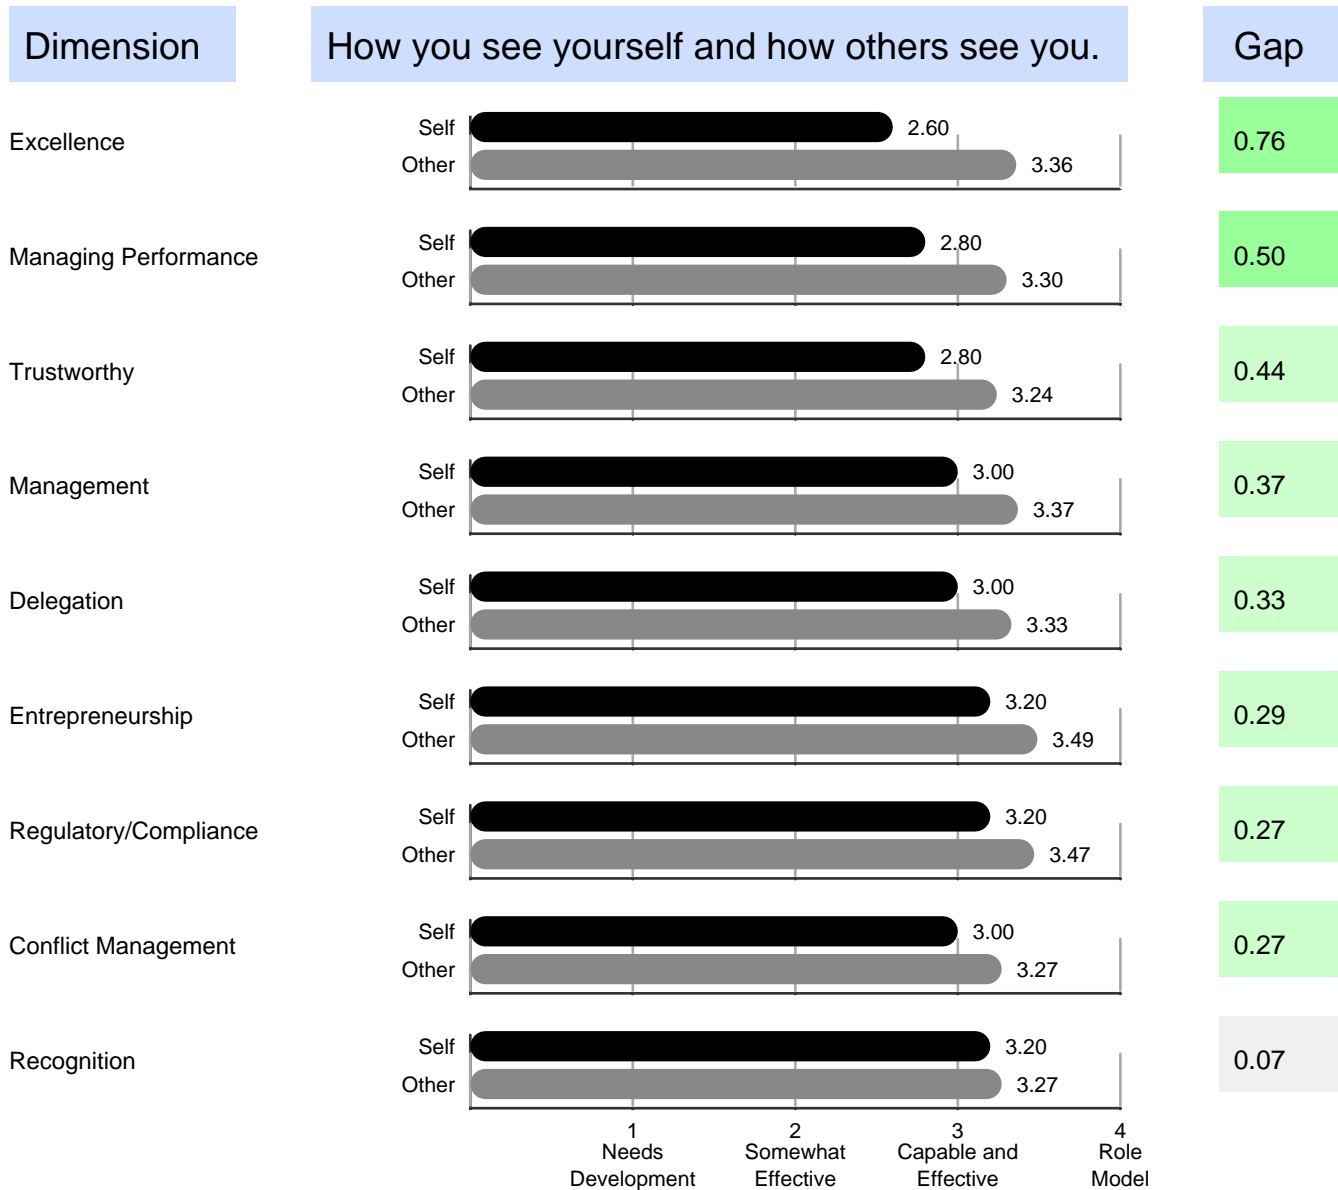 Dimension
How you see yourself and how others see you.
Gap
Excellence
Self
2.60
Other
3.36
0.76
Managing Performance
Self
2.80
Other
3.30
0.50
Trustworthy
Self
2.80
Other
3.24
0.44
Management
Self
3.00
Other
3.37
0.37
Delegation
Self
3.00
Other
3.33
0.33
Entrepreneurship
Self
3.20
Other
3.49
0.29
Regulatory/Compliance
Self
3.20
Other
3.47
0.27
Conflict Management
Self
3.00
Other
3.27
0.27
Recognition
Self
3.20
Other
3.27
0.07
1
Needs
Development
2
Somewhat
Effective
3
Capable and
Effective
4
Role
Model